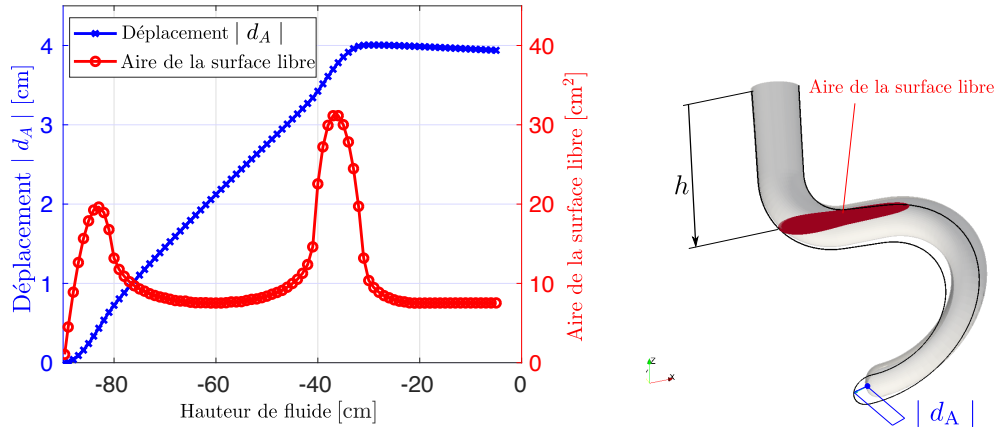 Déplacement | d_A |
Aire de la surface libre
Déplacement | d_A | [cm]
0
1
2
3
4
-80
-60
-40
-20
0
Hauteur de fluide [cm]
0
10
20
30
40
Aire de la surface libre [cm²]
Aire de la surface libre
h
Z
Y
X
| d_A |